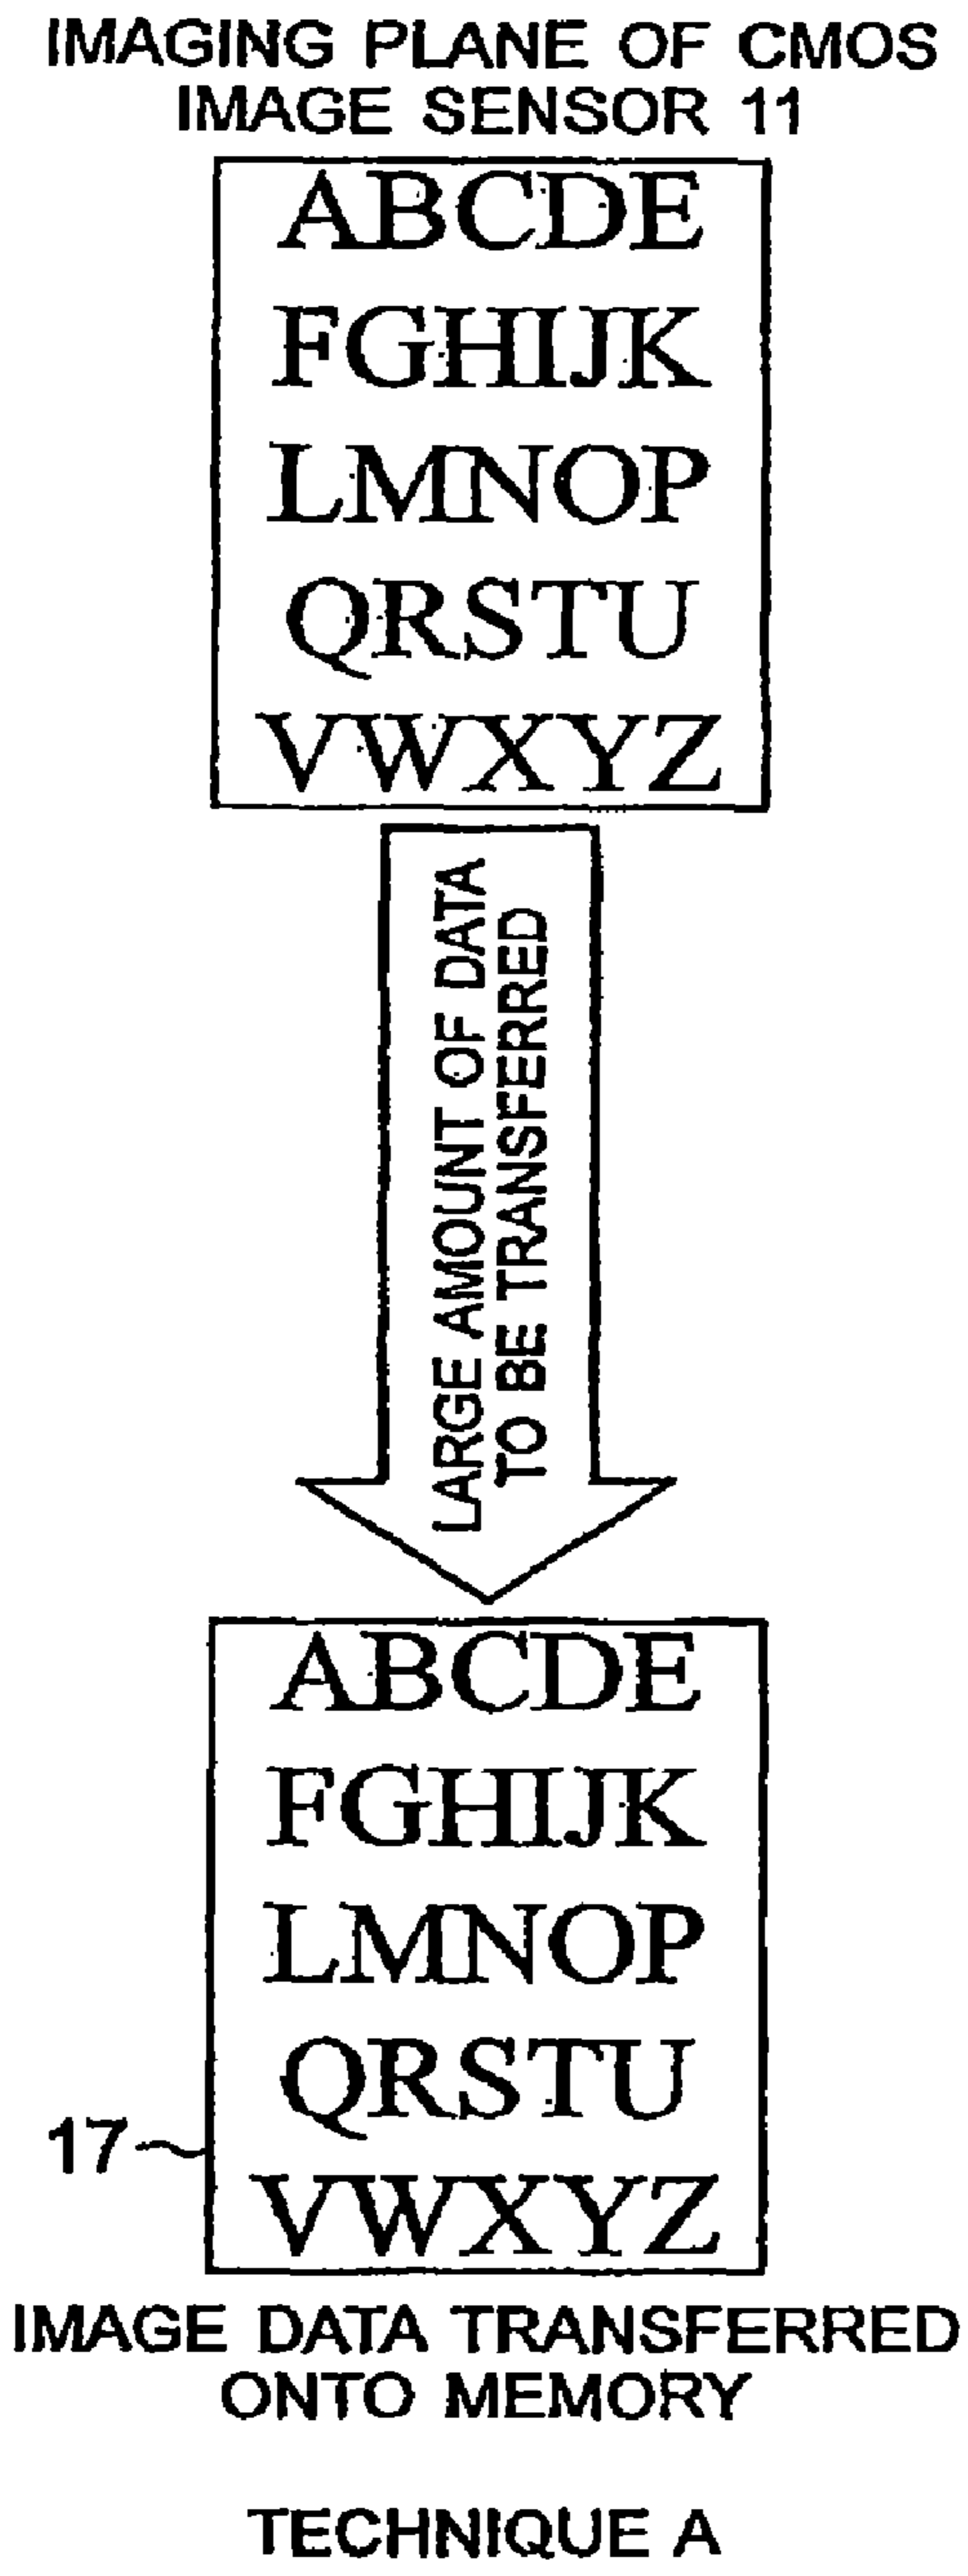 IMAGING PLANE OF CMOS
IMAGE SENSOR 11
ABCDE
FGHIJK
LMNOP
QRSTU
VWXYZ
LARGE AMOUNT OF DATA
TO BE TRANSFERRED
ABCDE
FGHIJK
LMNOP
QRSTU
17
VWXYZ
IMAGE DATA TRANSFERRED
ONTO MEMORY
TECHNIQUE A